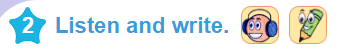 2 Listen and write.